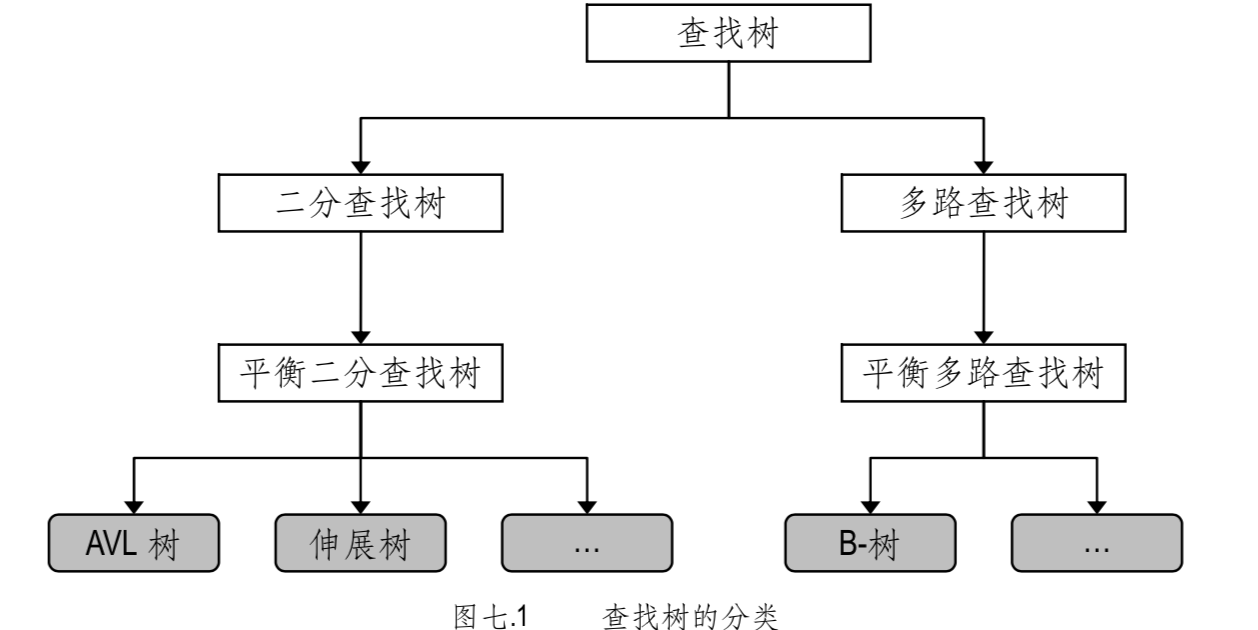 查找树
二分查找树 多路查找树
平衡二分查找树 平衡多路查找树
AVL 树 伸展树 … B-树 …
图七.1 查找树的分类